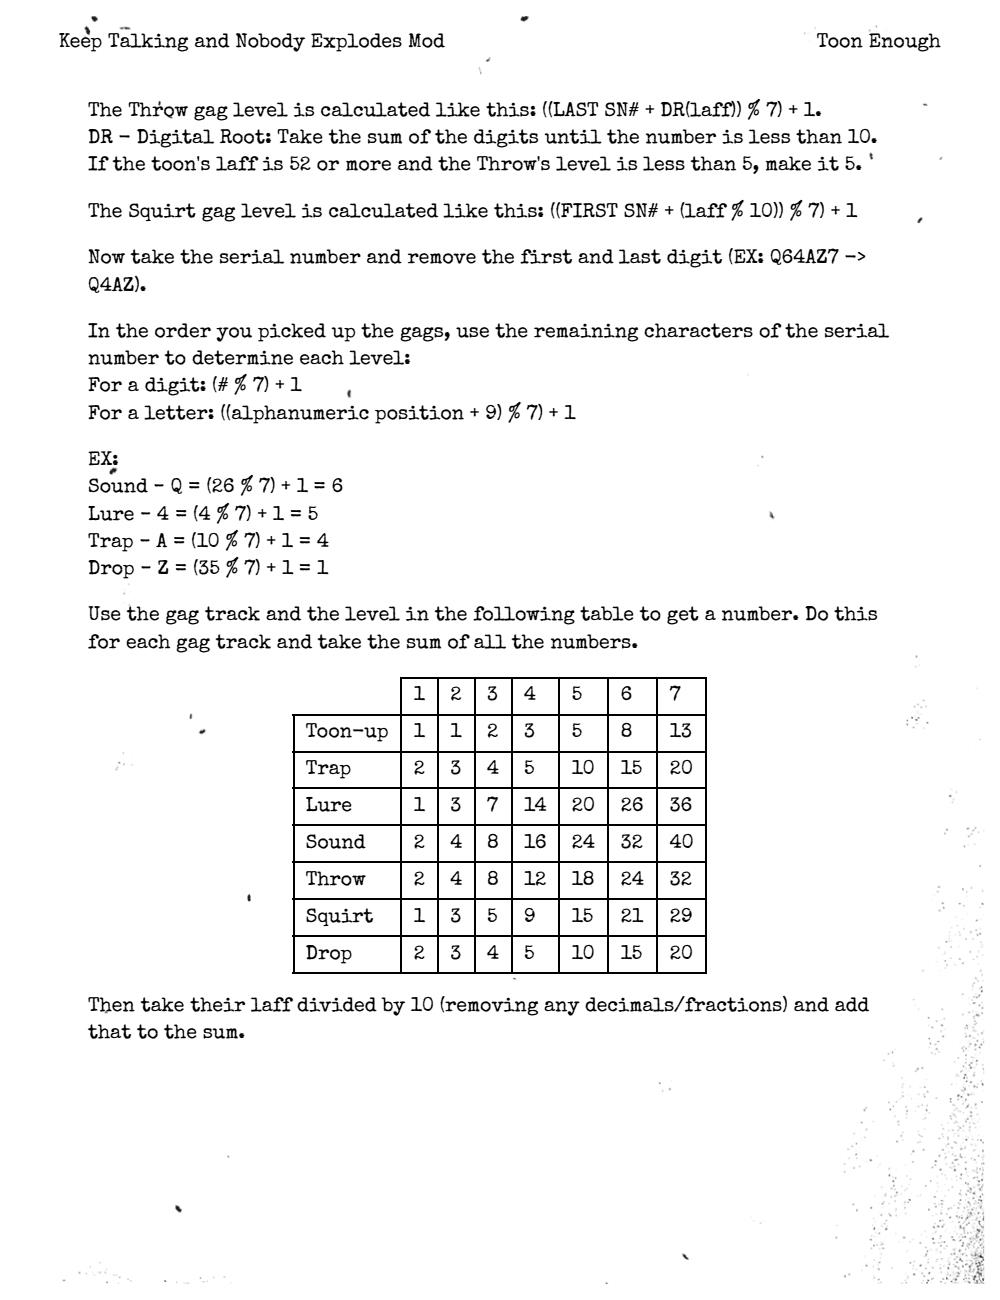 Keep Talking and Nobody Explodes Mod
Toon Enough
The Throw gag level is calculated like this: ((LAST SN# + DR(laff)) % 7) + 1.
DR – Digital Root: Take the sum of the digits until the number is less than 10.
If the toon's laff is 52 or more and the Throw's level is less than 5, make it 5.
The Squirt gag level is calculated like this: ((FIRST SN# + (laff % 10)) % 7) + 1
Now take the serial number and remove the first and last digit (EX: Q64AZ7 –>
Q4AZ).
In the order you picked up the gags, use the remaining characters of the serial
number to determine each level:
For a digit: (# % 7) + 1
For a letter: ((alphanumeric position + 9) % 7) + 1
EX:
Sound – Q = (26 % 7) + 1 = 6
Lure – 4 = (4 % 7) + 1 = 5
Trap – A = (10 % 7) + 1 = 4
Drop – Z = (35 % 7) + 1 = 1
Use the gag track and the level in the following table to get a number. Do this
for each gag track and take the sum of all the numbers.
1 2 3 4 5 6 7
Toon-up 1 1 2 3 5 8 13
Trap 2 3 4 5 10 15 20
Lure 1 3 7 14 20 26 36
Sound 2 4 8 16 24 32 40
Throw 2 4 8 12 18 24 32
Squirt 1 3 5 9 15 21 29
Drop 2 3 4 5 10 15 20
Then take their laff divided by 10 (removing any decimals/fractions) and add
that to the sum.